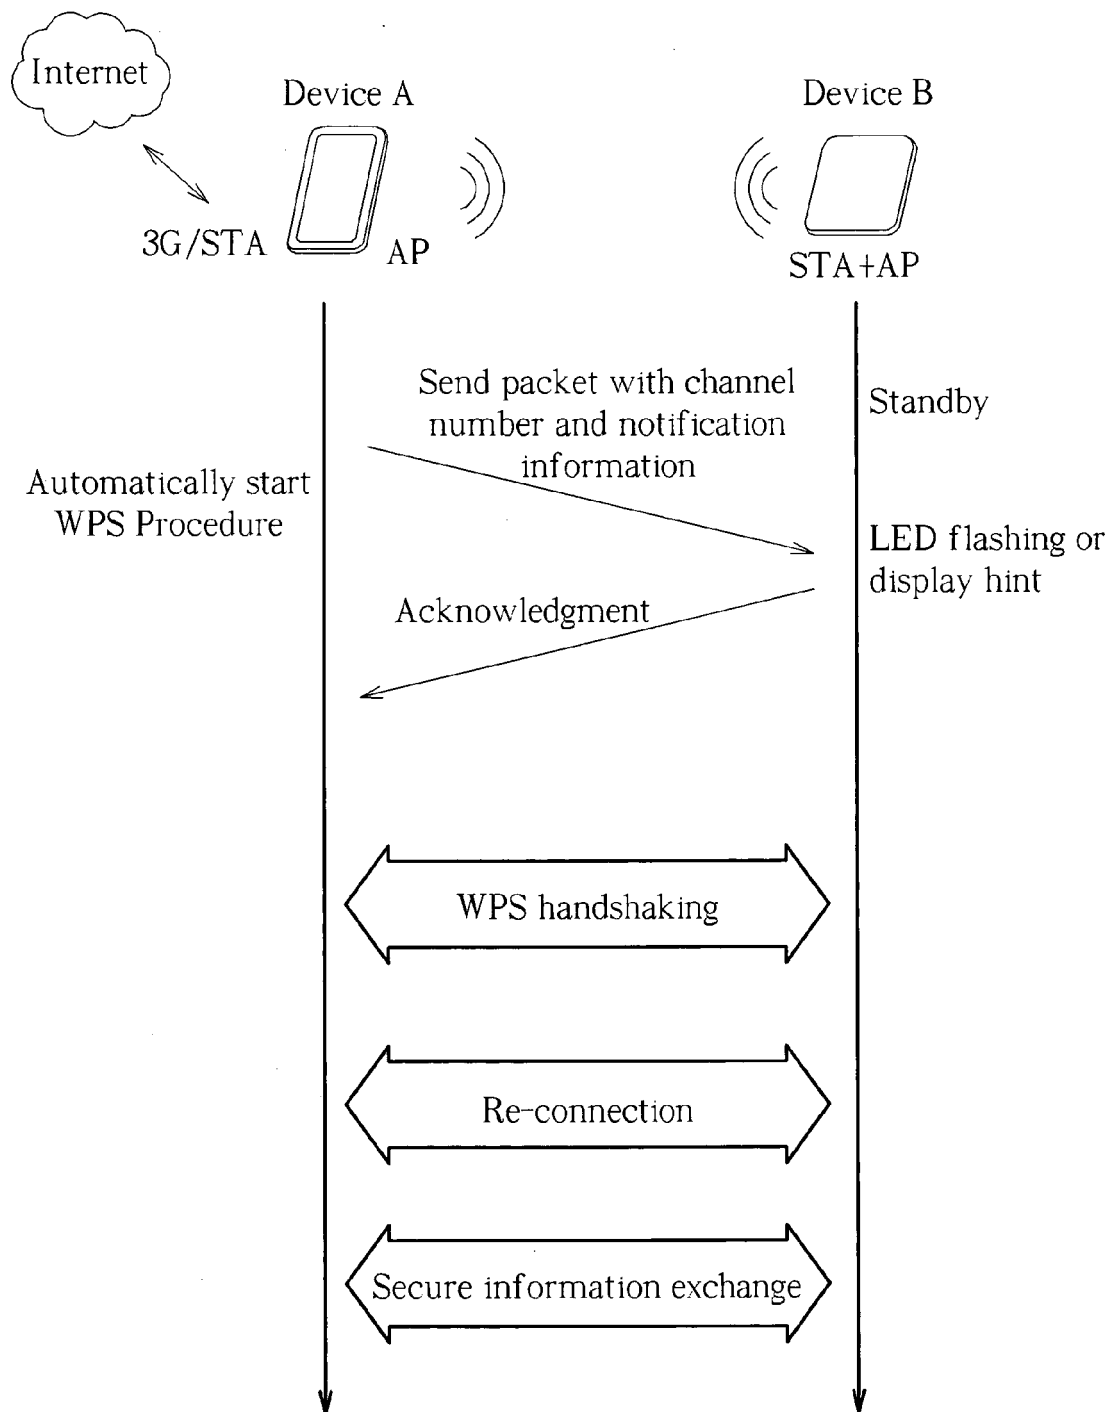 Internet
Device A
Device B
3G/STA
AP
STA+AP
Send packet with channel
number and notification
information
Standby
Automatically start
WPS Procedure
LED flashing or
display hint
Acknowledgment
WPS handshaking
Re-connection
Secure information exchange